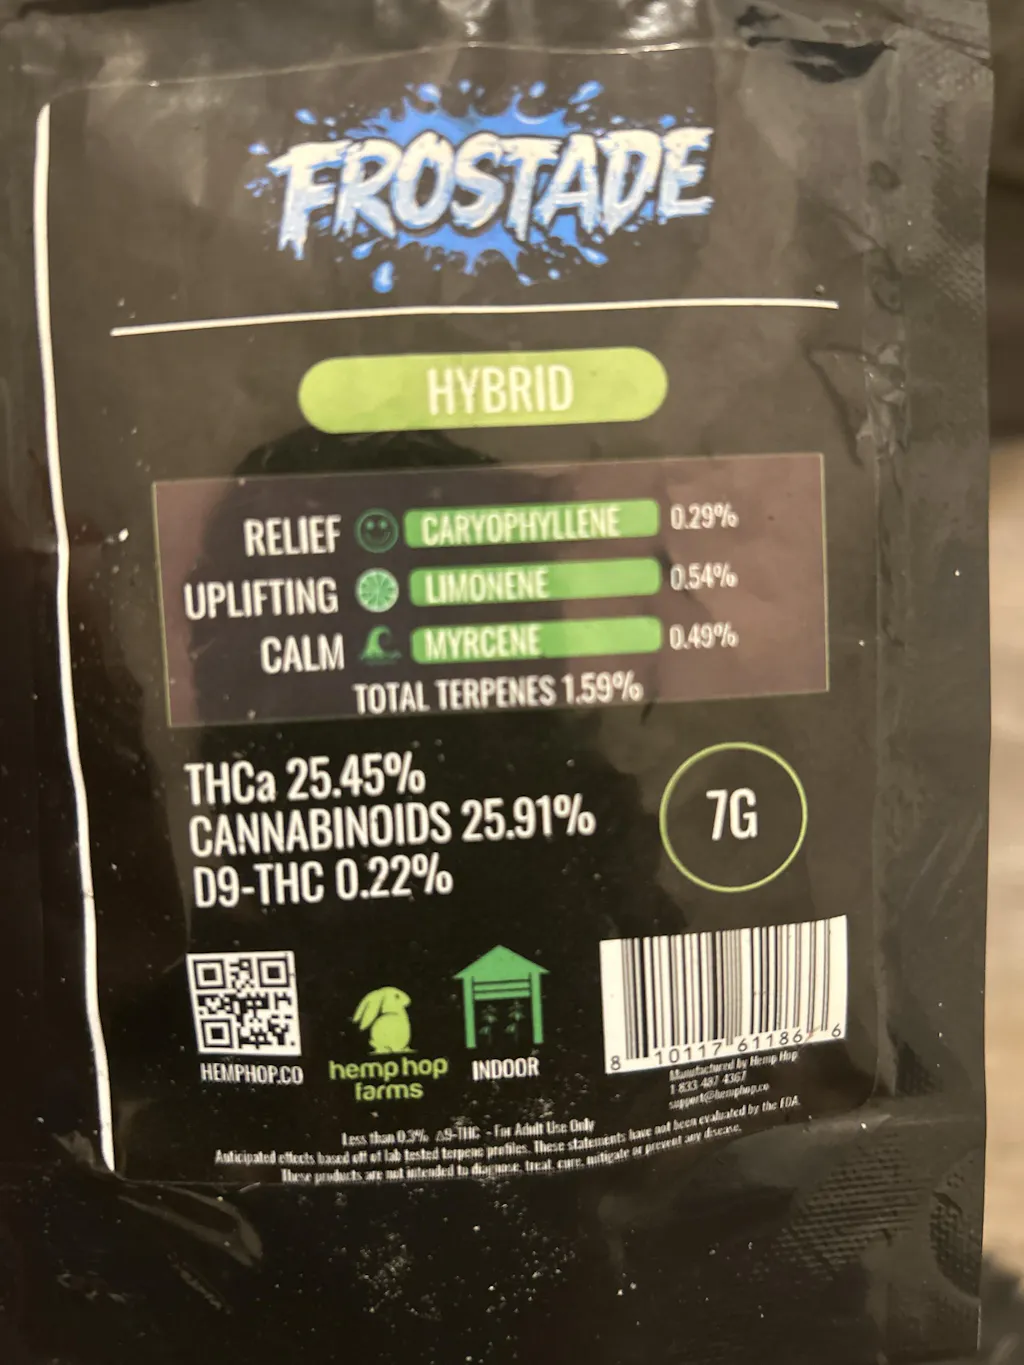 FROSTADE
HYBRID
RELIEF CARYOPHYLLENE 0.29%
UPLIFTING LIMONENE 0.54%
CALM MYRCENE 0.49%
TOTAL TERPENES 1.59%
THCa 25.45%
CANNABINOIDS 25.91%
D9-THC 0.22%
7G
HEMPHOP.CO
hemp hop
farms
INDOOR
8 10117 61186 6
Manufactured by Hemp Hop
1-833-487-4367
support@hemphop.co
Less than 0.3% Δ9-THC - For Adult Use Only
Anticipated effects based off of lab tested terpene profiles. These statements have not been evaluated by the FDA.
These products are not intended to diagnose, treat, cure, mitigate or prevent any disease.